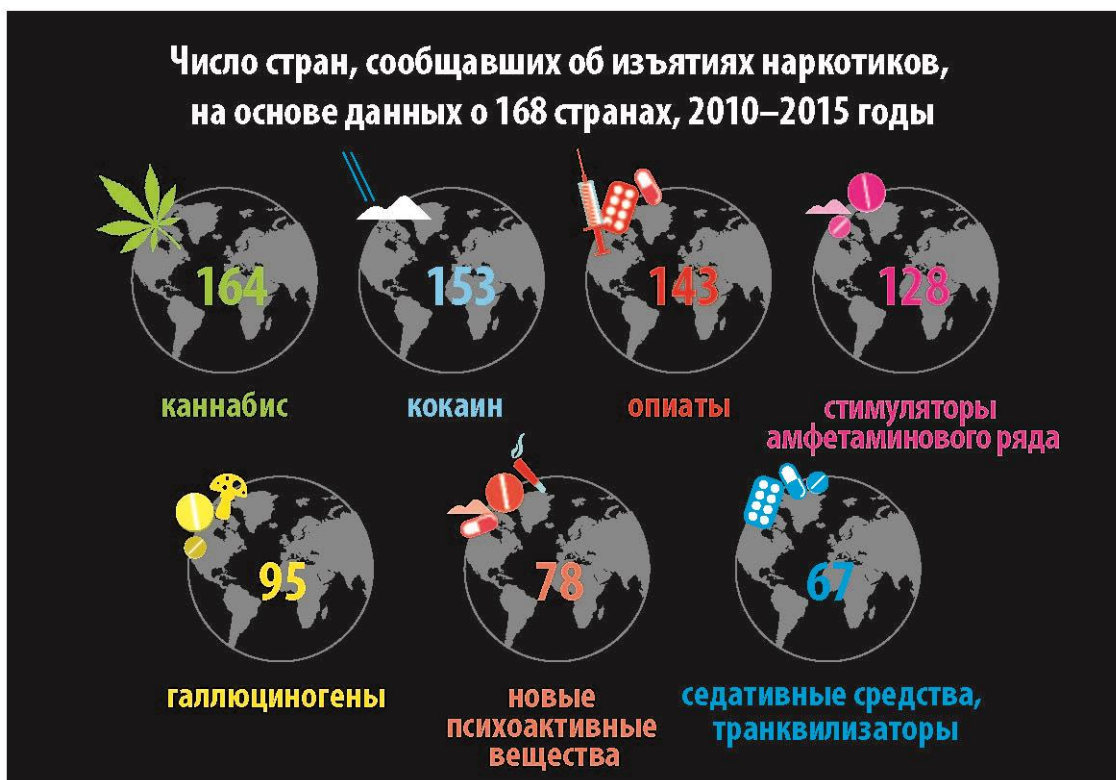 Число стран, сообщавших об изъятиях наркотиков,
на основе данных о 168 странах, 2010–2015 годы
164
153
143
128
каннабис
кокаин
опиаты
стимуляторы
амфетаминового ряда
95
78
67
галлюциногены
новые
психоактивные
вещества
седативные средства,
транквилизаторы